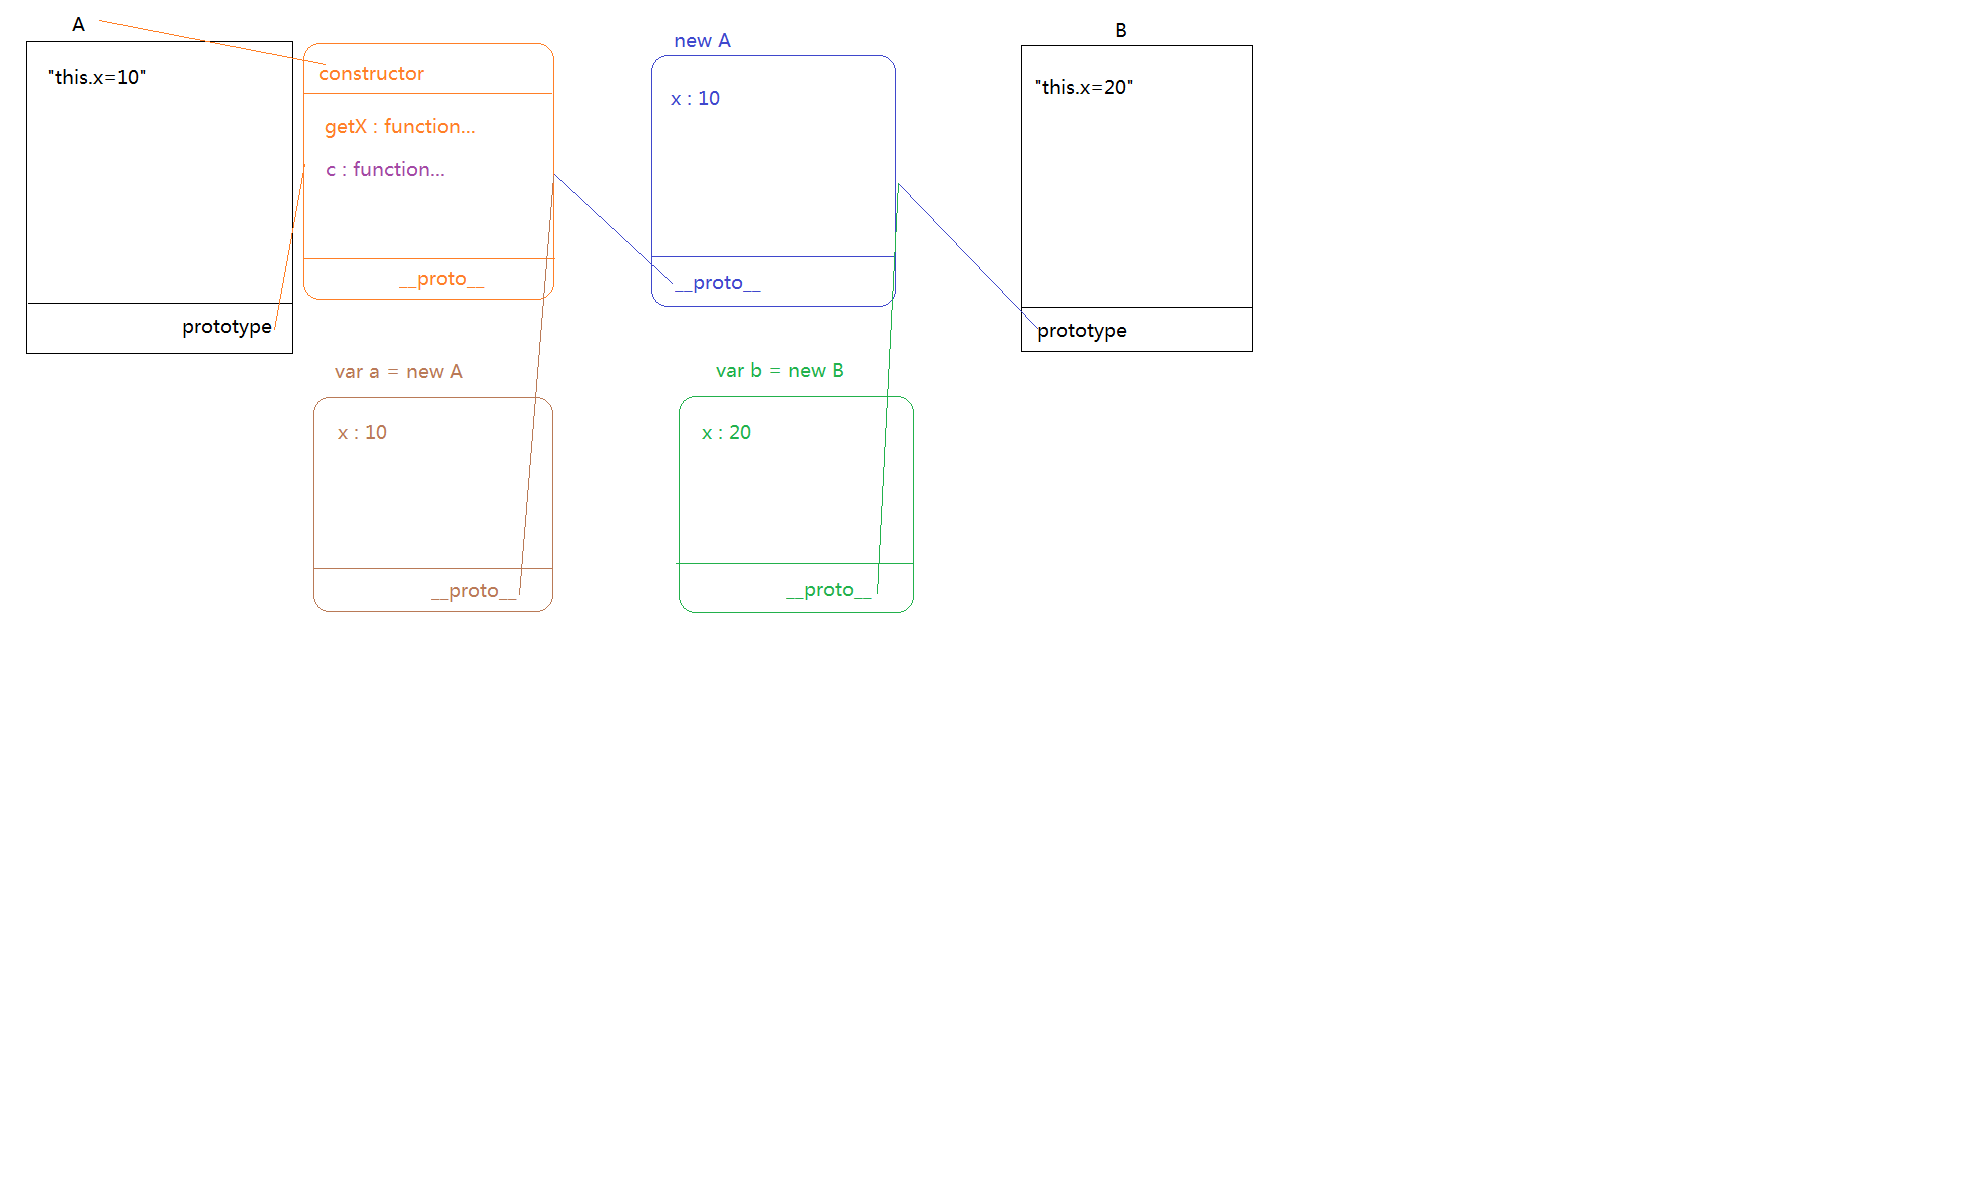 A
"this.x=10"
prototype
constructor
getX : function...
c : function...
__proto__
new A
x : 10
__proto__
B
"this.x=20"
prototype
var a = new A
x : 10
__proto__
var b = new B
x : 20
__proto__